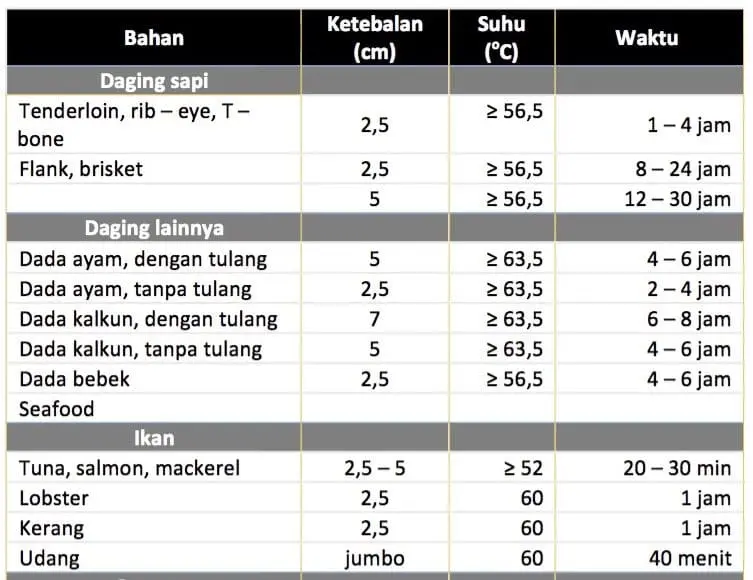 Bahan Ketebalan (cm) Suhu (°C) Waktu
Daging sapi
Tenderloin, rib – eye, T – bone 2,5 ≥ 56,5 1 – 4 jam
Flank, brisket 2,5 ≥ 56,5 8 – 24 jam
5 ≥ 56,5 12 – 30 jam
Daging lainnya
Dada ayam, dengan tulang 5 ≥ 63,5 4 – 6 jam
Dada ayam, tanpa tulang 2,5 ≥ 63,5 2 – 4 jam
Dada kalkun, dengan tulang 7 ≥ 63,5 6 – 8 jam
Dada kalkun, tanpa tulang 5 ≥ 63,5 4 – 6 jam
Dada bebek 2,5 ≥ 56,5 4 – 6 jam
Seafood
Ikan
Tuna, salmon, mackerel 2,5 – 5 ≥ 52 20 – 30 min
Lobster 2,5 60 1 jam
Kerang 2,5 60 1 jam
Udang jumbo 60 40 menit